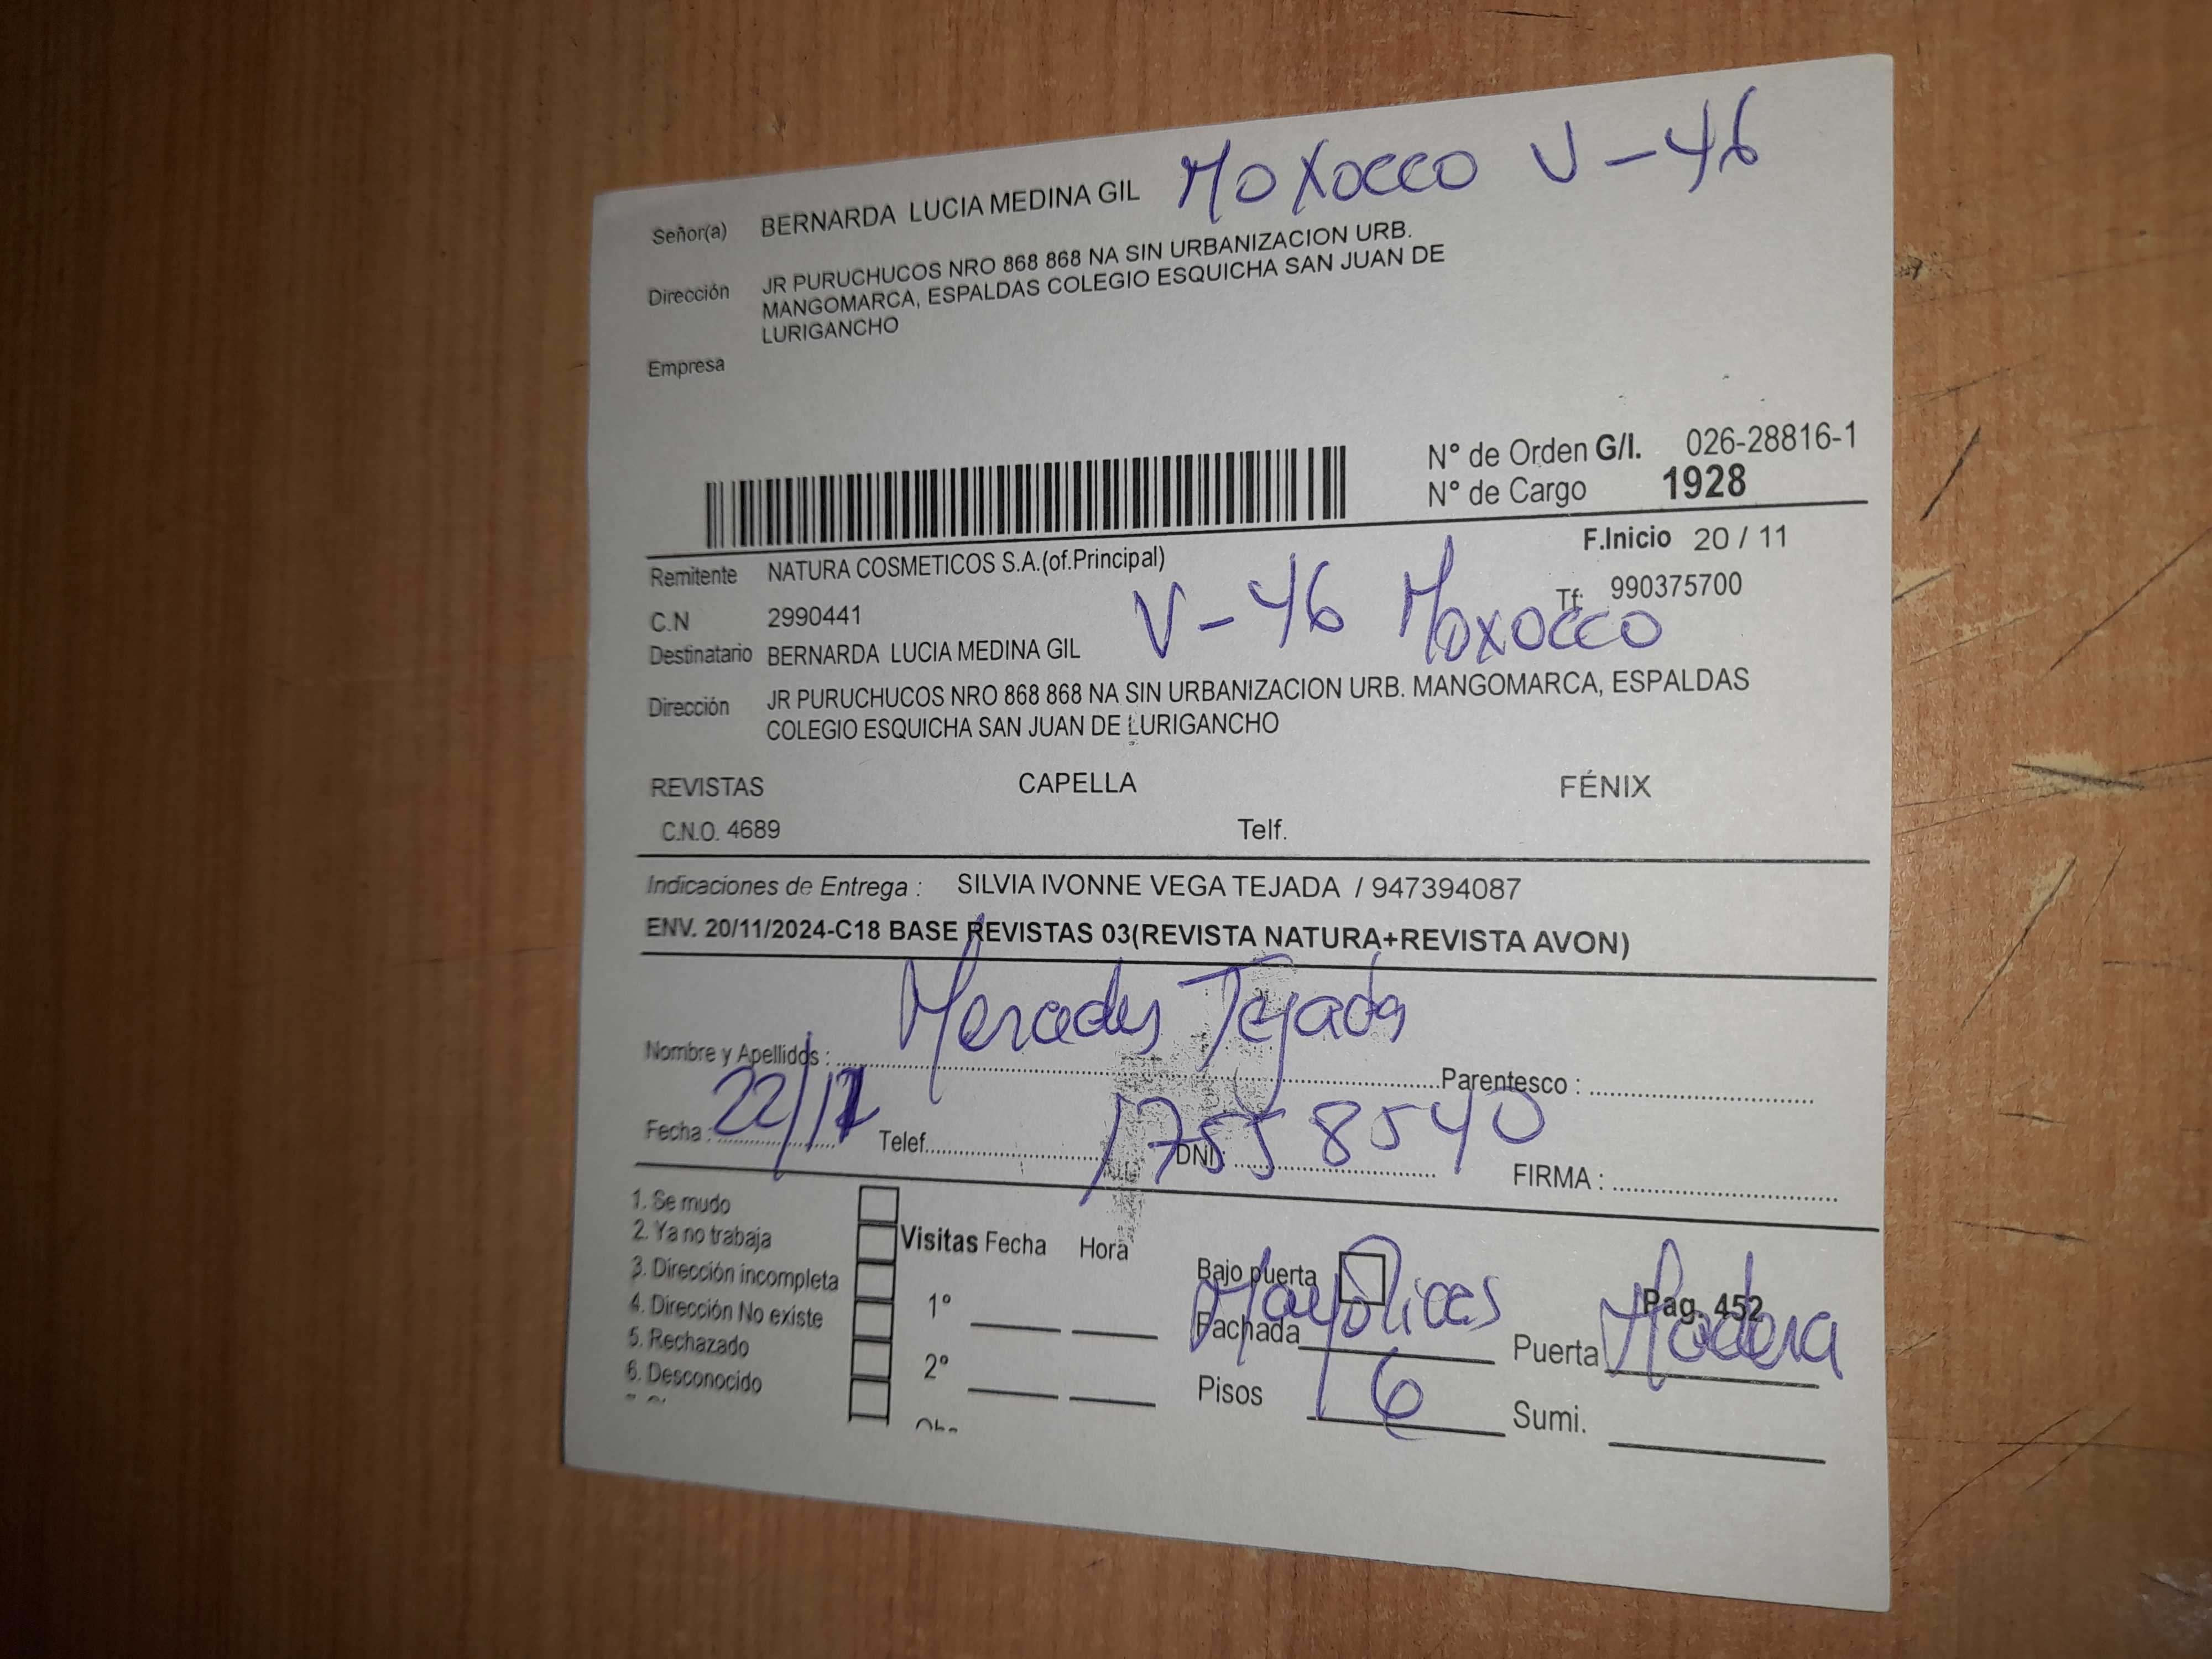 Señor(a) BERNARDA LUCIA MEDINA GIL MOXOCCO V-46
Dirección JR PURUCHUCOS NRO 868 868 NA SIN URBANIZACION URB.
MANGOMARCA, ESPALDAS COLEGIO ESQUICHA SAN JUAN DE
LURIGANCHO
Empresa
N° de Orden G/I. 026-28816-1
N° de Cargo 1928
F.Inicio 20 / 11
Remitente NATURA COSMETICOS S.A.(of.Principal)
Tf: 990375700
C.N 2990441
V-46 Moxocco
Destinatario BERNARDA LUCIA MEDINA GIL
Dirección JR PURUCHUCOS NRO 868 868 NA SIN URBANIZACION URB. MANGOMARCA, ESPALDAS
COLEGIO ESQUICHA SAN JUAN DE LURIGANCHO
REVISTAS CAPELLA FÉNIX
C.N.O. 4689 Telf.
Indicaciones de Entrega : SILVIA IVONNE VEGA TEJADA / 947394087
ENV. 20/11/2024-C18 BASE REVISTAS 03(REVISTA NATURA+REVISTA AVON)
Nombre y Apellidos : Mercedes Tejada Parentesco :
Fecha : 22/11 Telef. DNI : 17558540 FIRMA :
1. Se mudo
2. Ya no trabaja
3. Dirección incompleta
4. Dirección No existe
5. Rechazado
6. Desconocido
Visitas Fecha Hora
1°
2°
Bajo puerta
Pag. 452
Fachada Mayólicas Puerta Madera
Pisos 6 Sumi.